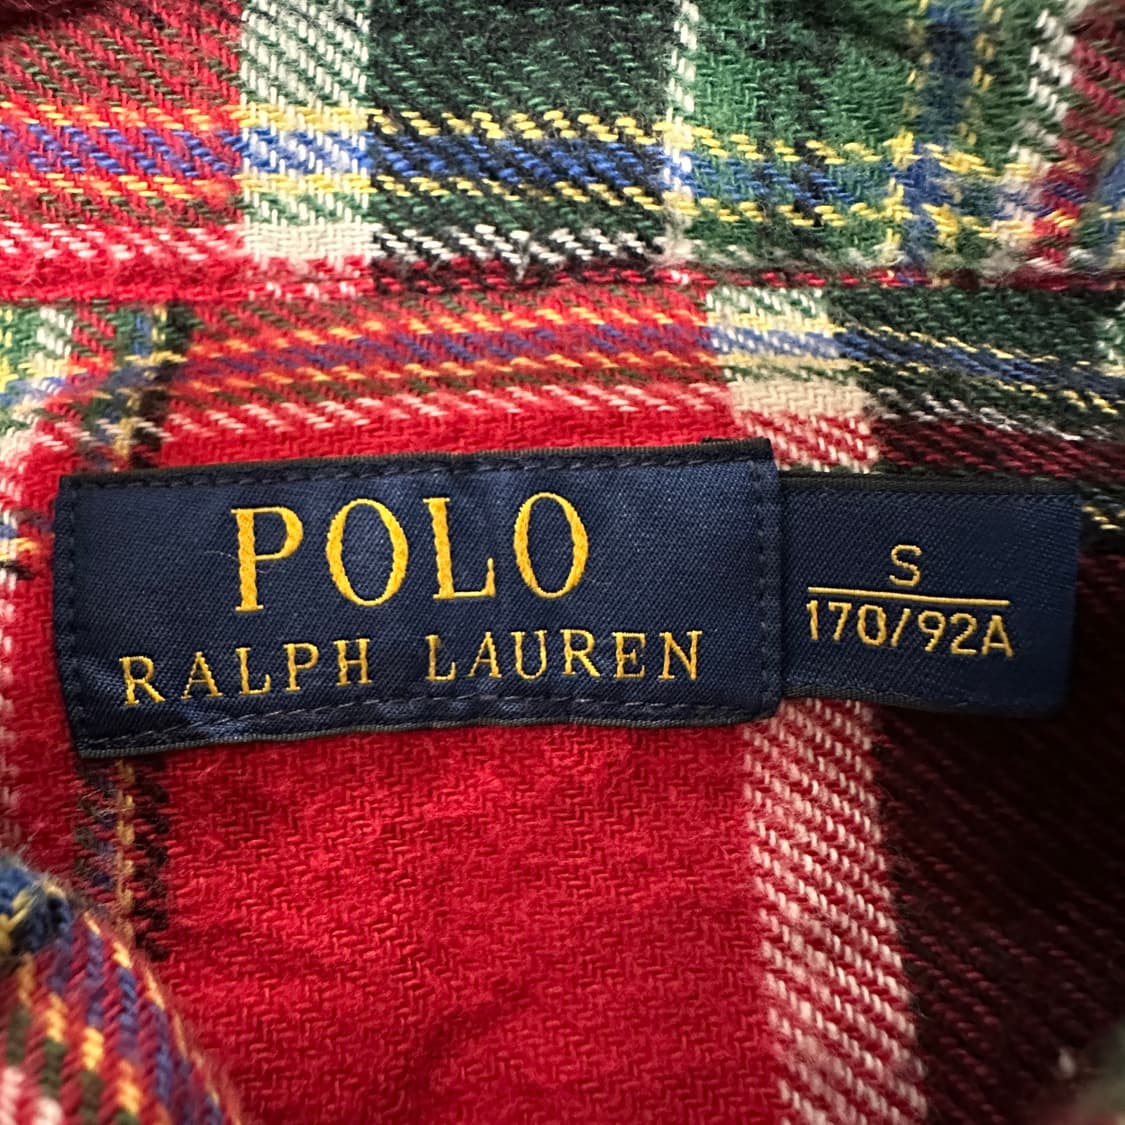 POLO
RALPH LAUREN
S
170/92A